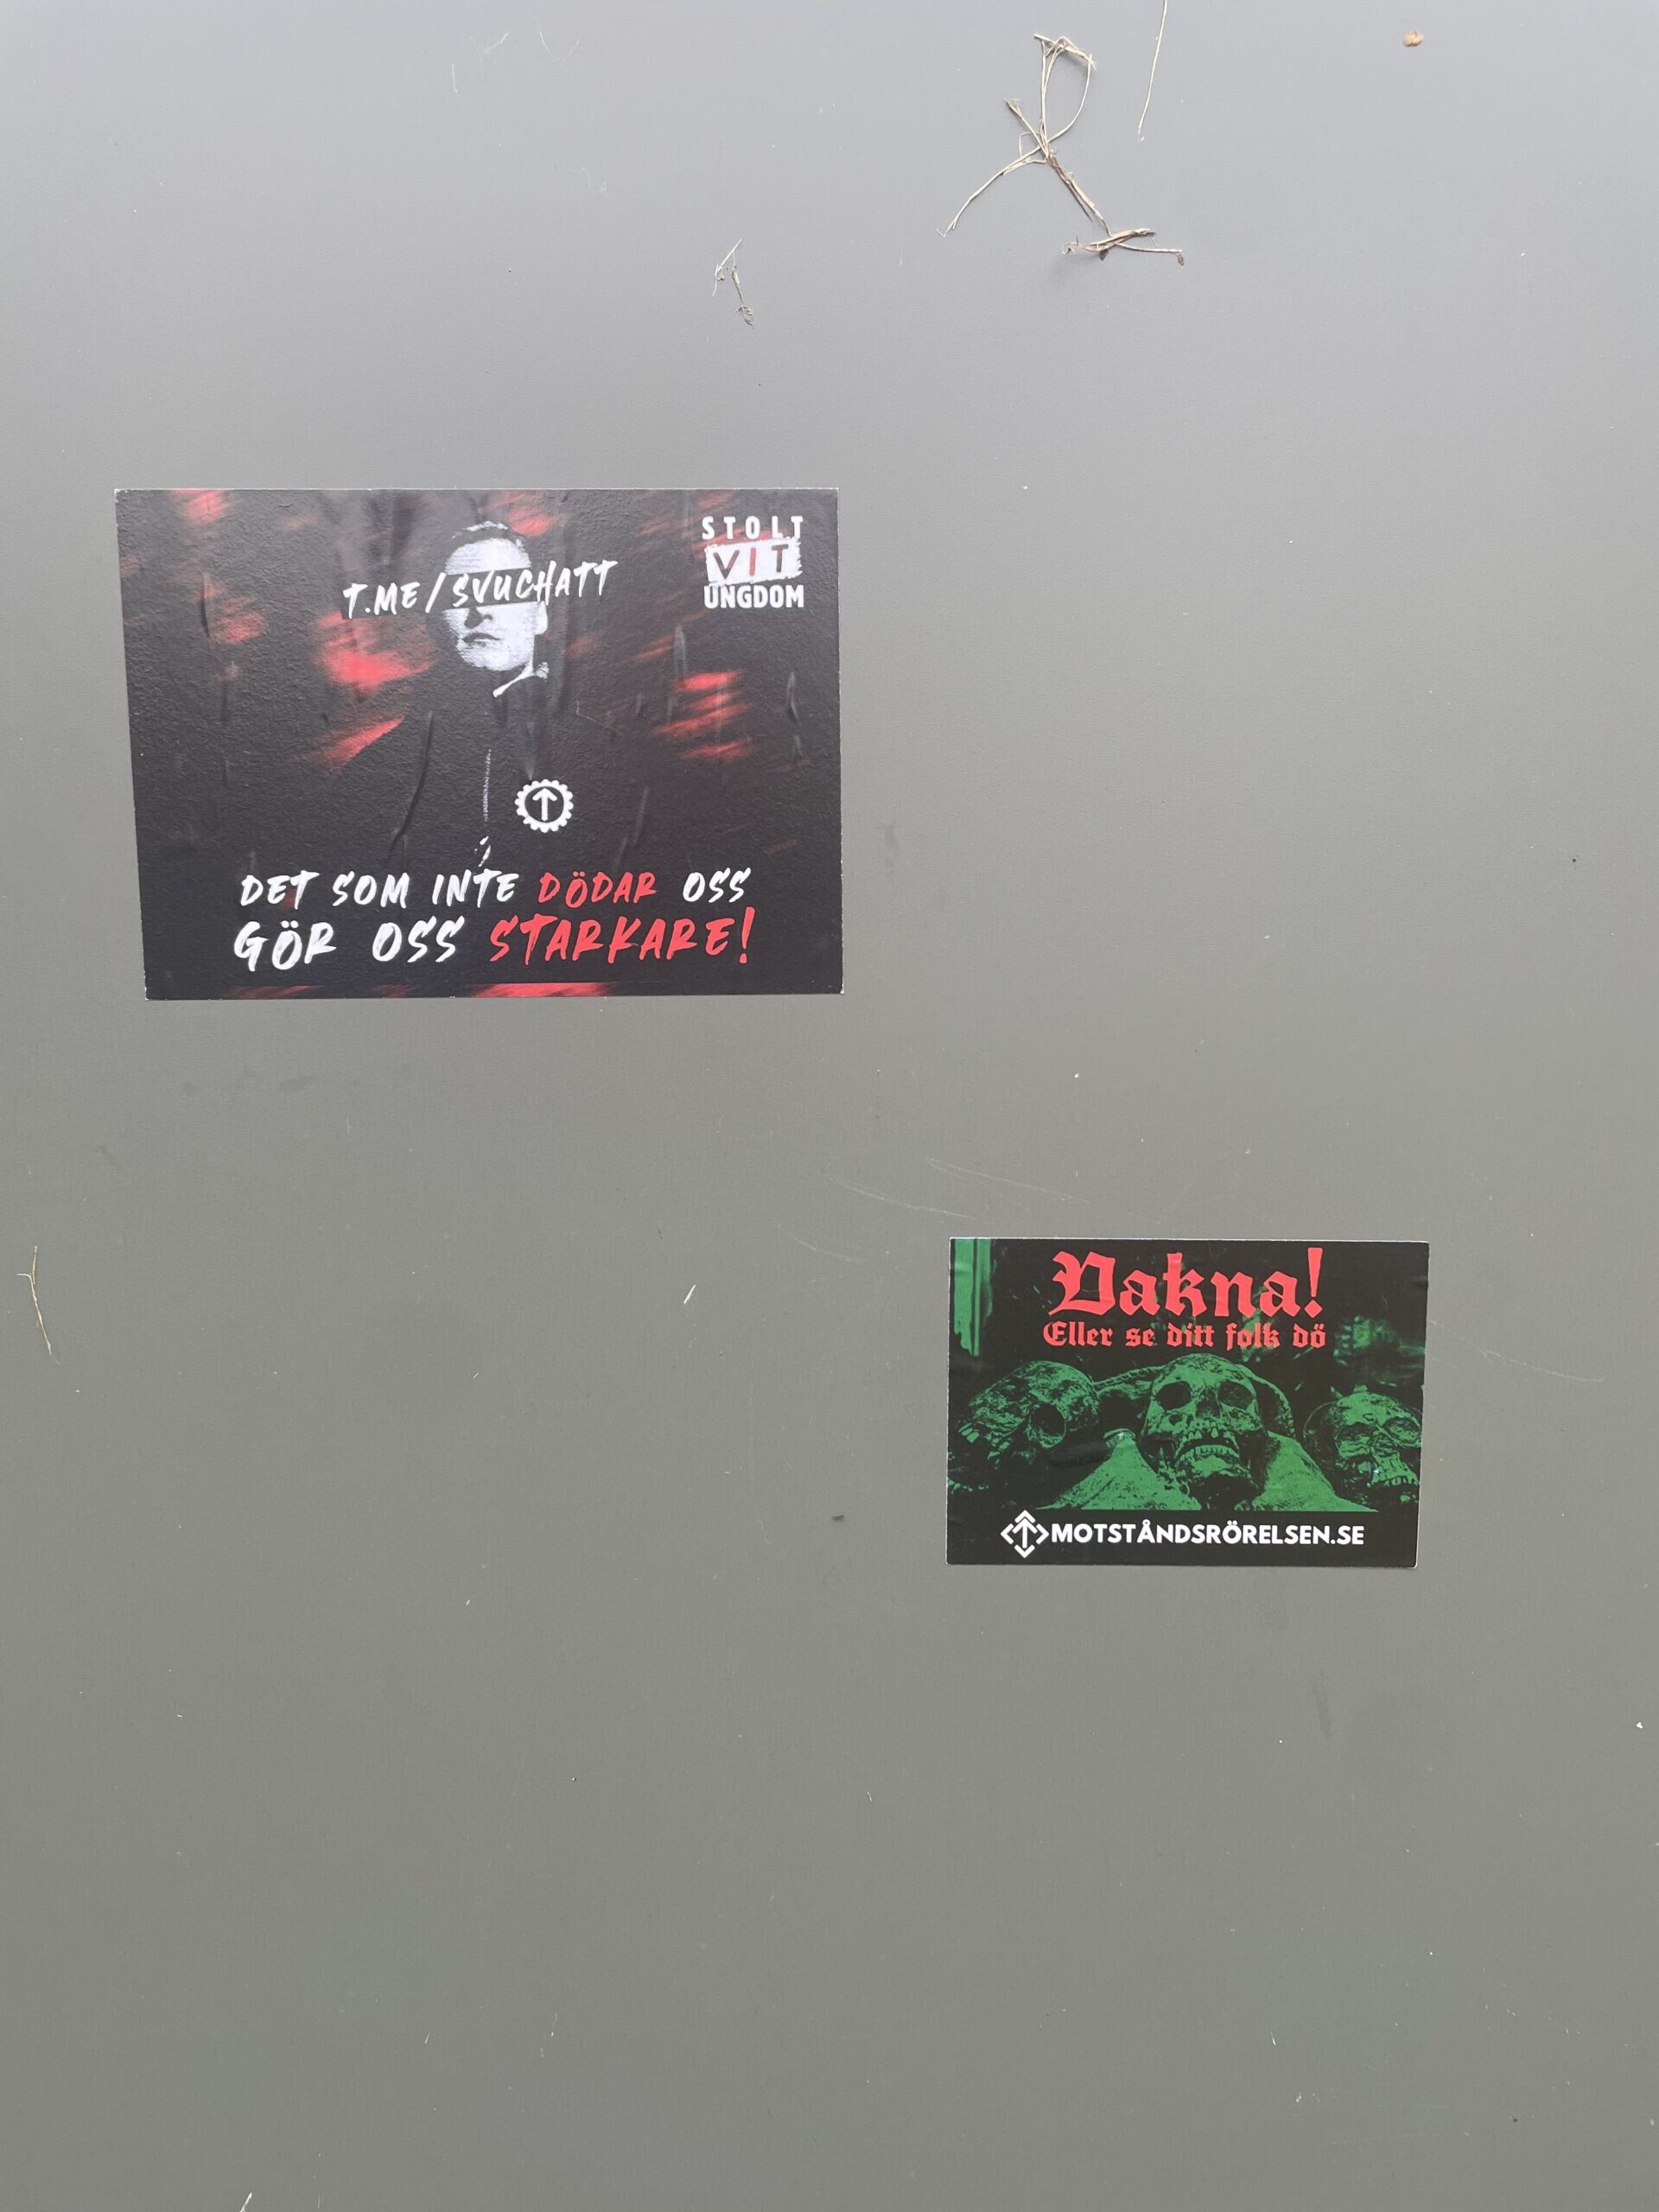 STOLT
VIT
UNGDOM
T.ME/SVUCHATT
DET SOM INTE DÖDAR OSS
GÖR OSS STARKARE!
Vakna!
Eller se ditt folk dö
MOTSTÅNDSRÖRELSEN.SE